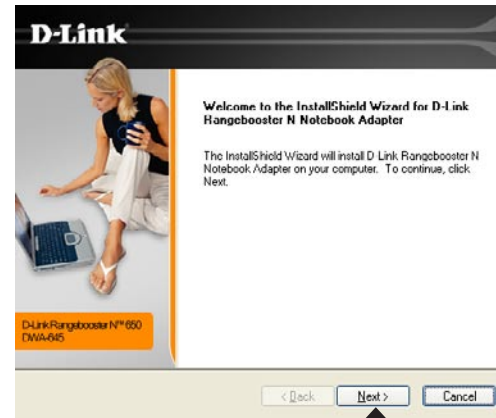 D-Link
Welcome to the InstallShield Wizard for D-Link
Rangebooster N Notebook Adapter
The InstallShield Wizard will install D-Link Rangebooster N
Notebook Adapter on your computer. To continue, click
Next.
D-Link Rangebooster N™ 650
DWA-645
< Back
Next >
Cancel